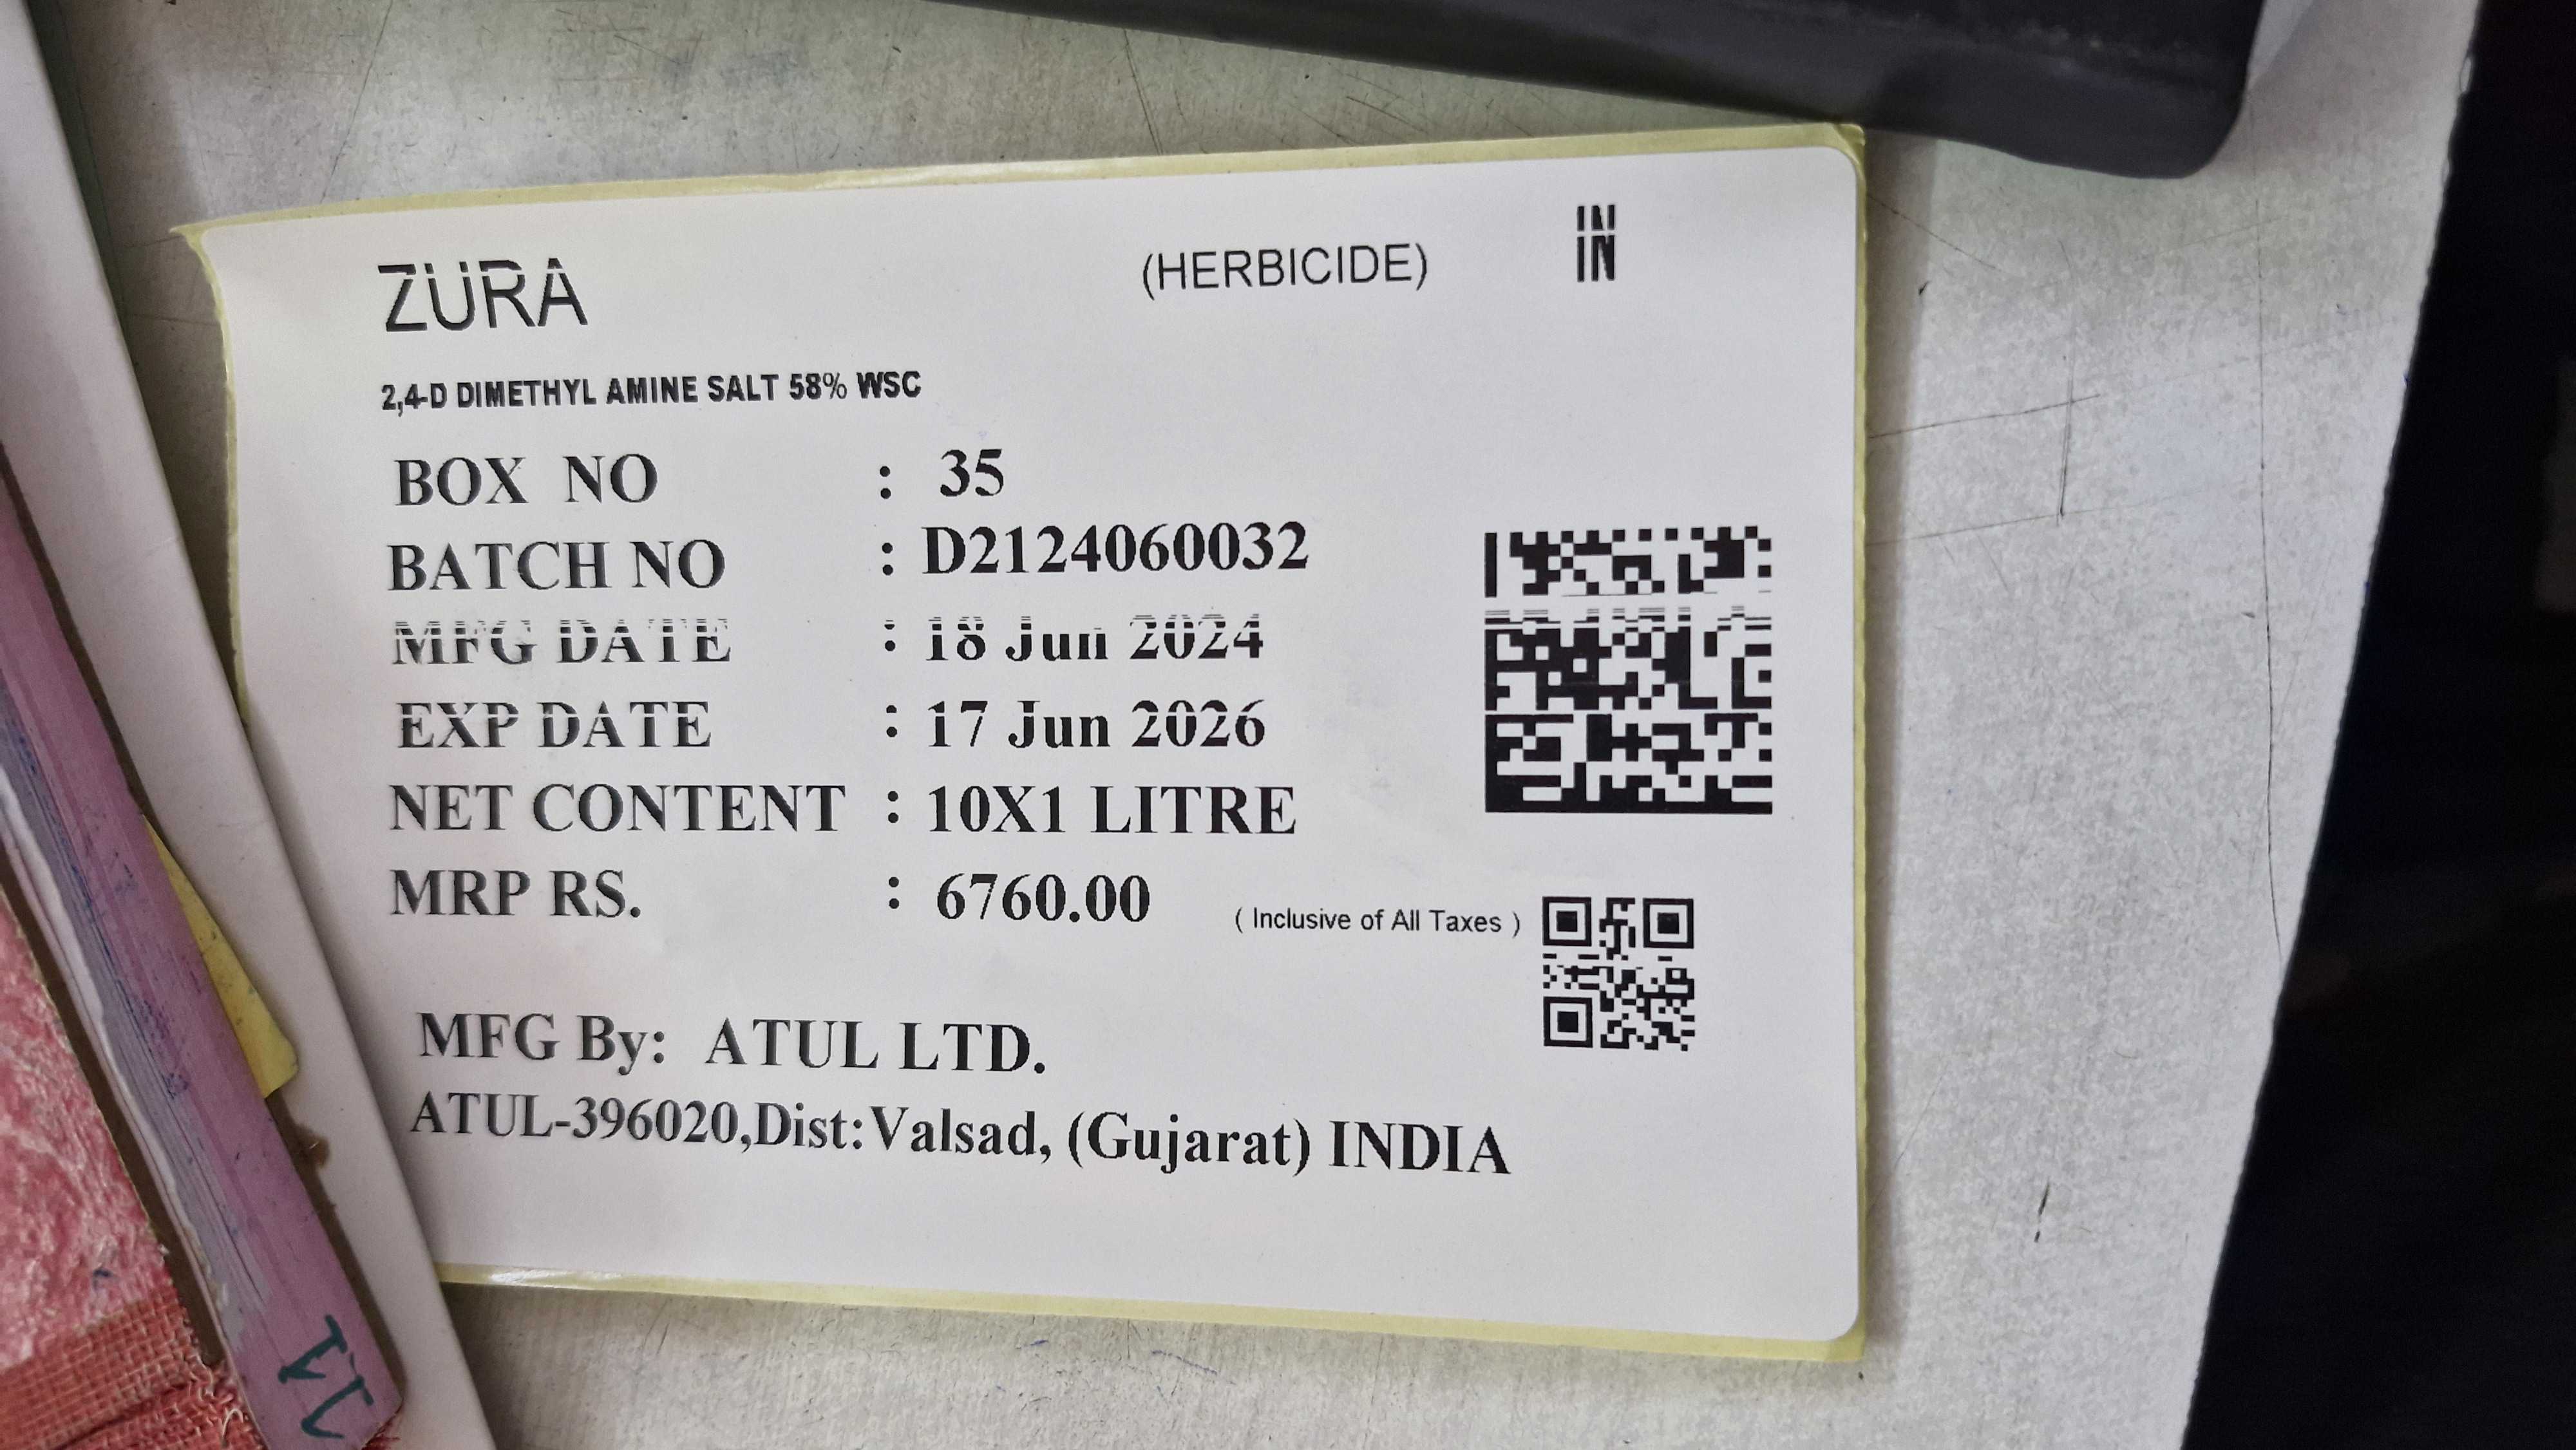 ZURA (HERBICIDE) IN
2,4-D DIMETHYL AMINE SALT 58% WSC
BOX NO : 35
BATCH NO : D2124060032
MFG DATE : 18 Jun 2024
EXP DATE : 17 Jun 2026
NET CONTENT : 10X1 LITRE
MRP RS. : 6760.00 ( Inclusive of All Taxes )
MFG By: ATUL LTD.
ATUL-396020,Dist:Valsad, (Gujarat) INDIA